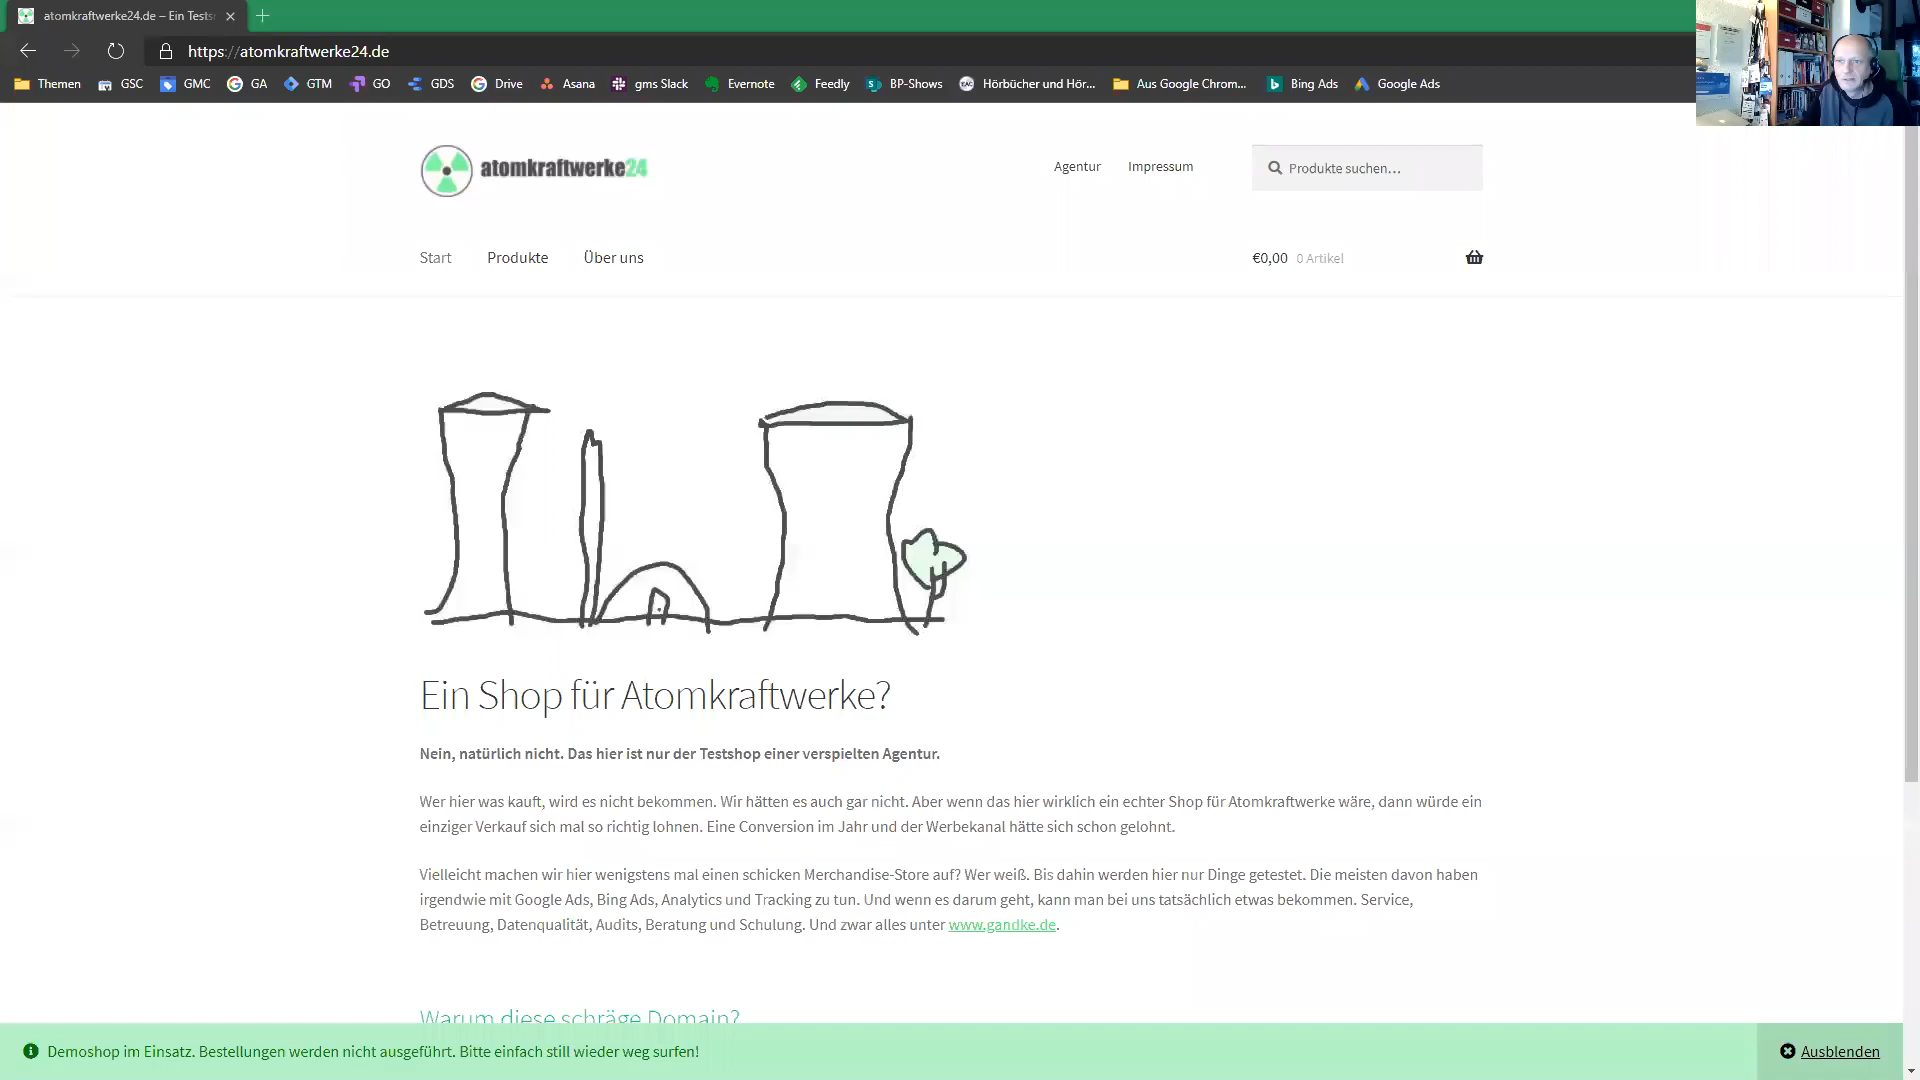 atomkraftwerke24.de – Ein Tests
https://atomkraftwerke24.de
Themen GSC GMC GA GTM GO GDS Drive Asana gms Slack Evernote Feedly BP-Shows Hörbücher und Hör... Aus Google Chrom... Bing Ads Google Ads
atomkraftwerke24
Agentur Impressum
Produkte suchen...
Start Produkte Über uns
€0,00 0 Artikel
Ein Shop für Atomkraftwerke?
Nein, natürlich nicht. Das hier ist nur der Testshop einer verspielten Agentur.
Wer hier was kauft, wird es nicht bekommen. Wir hätten es auch gar nicht. Aber wenn das hier wirklich ein echter Shop für Atomkraftwerke wäre, dann würde ein
einziger Verkauf sich mal so richtig lohnen. Eine Conversion im Jahr und der Werbekanal hätte sich schon gelohnt.
Vielleicht machen wir hier wenigstens mal einen schicken Merchandise-Store auf? Wer weiß. Bis dahin werden hier nur Dinge getestet. Die meisten davon haben
irgendwie mit Google Ads, Bing Ads, Analytics und Tracking zu tun. Und wenn es darum geht, kann man bei uns tatsächlich etwas bekommen. Service,
Betreuung, Datenqualität, Audits, Beratung und Schulung. Und zwar alles unter www.gandke.de.
Warum diese schräge Domain?
Demoshop im Einsatz. Bestellungen werden nicht ausgeführt. Bitte einfach still wieder weg surfen!
Ausblenden